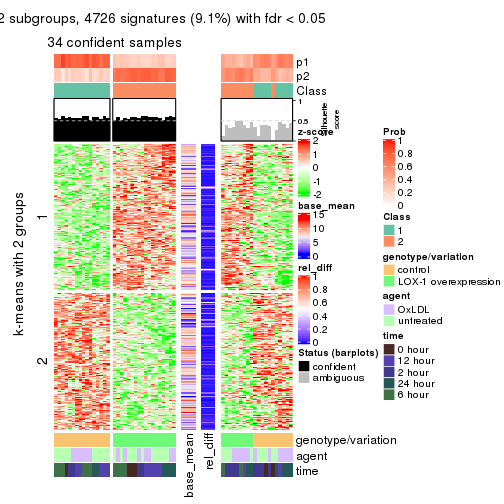 2 subgroups, 4726 signatures (9.1%) with fdr < 0.05
34 confident samples
p1
p2
Class
1
0.5
silhouette
score
k-means with 2 groups
1
2
z-score
2
1
0
-1
-2
base_mean
15
10
5
0
rel_diff
1
0.8
0.6
0.4
0.2
0
Status (barplots)
confident
ambiguous
Prob
1
0.8
0.6
0.4
0.2
0
Class
1
2
genotype/variation
control
LOX-1 overexpression
agent
OxLDL
untreated
time
0 hour
12 hour
2 hour
24 hour
6 hour
genotype/variation
agent
time
base_mean
rel_diff